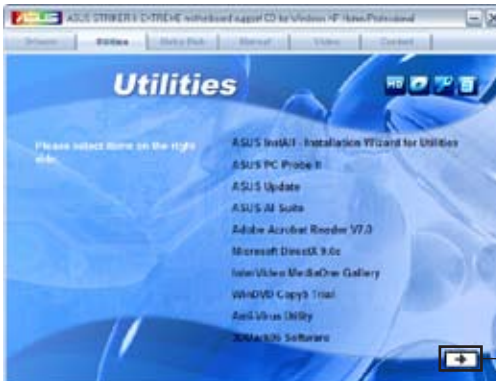 ASUS STRIKER II EXTREME motherboard support CD for Windows XP Home/Professional
Drivers Utilities Make Disk Manual Video Contact
Utilities
Please select items on the right side.
ASUS InstAll - Installation Wizard for Utilities
ASUS PC Probe II
ASUS Update
ASUS AI Suite
Adobe Acrobat Reader V7.0
Microsoft DirectX 9.0c
InterVideo MediaOne Gallery
WinDVD Copy5 Trial
Anti-Virus Utility
3DMark06 Software